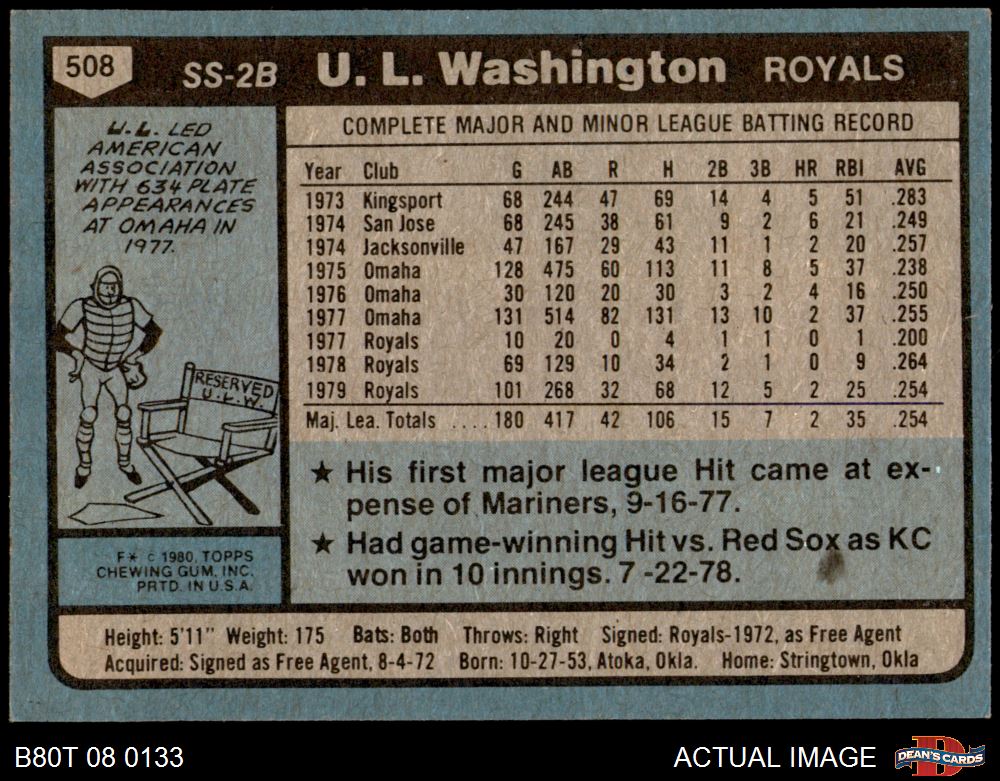 508 SS-2B U. L. Washington ROYALS
U.L. LED
AMERICAN
ASSOCIATION
WITH 634 PLATE
APPEARANCES
AT OMAHA IN
1977.
RESERVED
U.L.W.
F* © 1980, TOPPS
CHEWING GUM, INC.
PRTD. IN U.S.A.
COMPLETE MAJOR AND MINOR LEAGUE BATTING RECORD
Year Club G AB R H 2B 3B HR RBI AVG
1973 Kingsport 68 244 47 69 14 4 5 51 .283
1974 San Jose 68 245 38 61 9 2 6 21 .249
1974 Jacksonville 47 167 29 43 11 1 2 20 .257
1975 Omaha 128 475 60 113 11 8 5 37 .238
1976 Omaha 30 120 20 30 3 2 4 16 .250
1977 Omaha 131 514 82 131 13 10 2 37 .255
1977 Royals 10 20 0 4 1 1 0 1 .200
1978 Royals 69 129 10 34 2 1 0 9 .264
1979 Royals 101 268 32 68 12 5 2 25 .254
Maj. Lea. Totals .... 180 417 42 106 15 7 2 35 .254
★ His first major league Hit came at ex-
pense of Mariners, 9-16-77.
★ Had game-winning Hit vs. Red Sox as KC
won in 10 innings. 7 -22-78.
Height: 5'11" Weight: 175 Bats: Both Throws: Right Signed: Royals-1972, as Free Agent
Acquired: Signed as Free Agent, 8-4-72 Born: 10-27-53, Atoka, Okla. Home: Stringtown, Okla
B80T 08 0133 ACTUAL IMAGE D DEAN'S CARDS